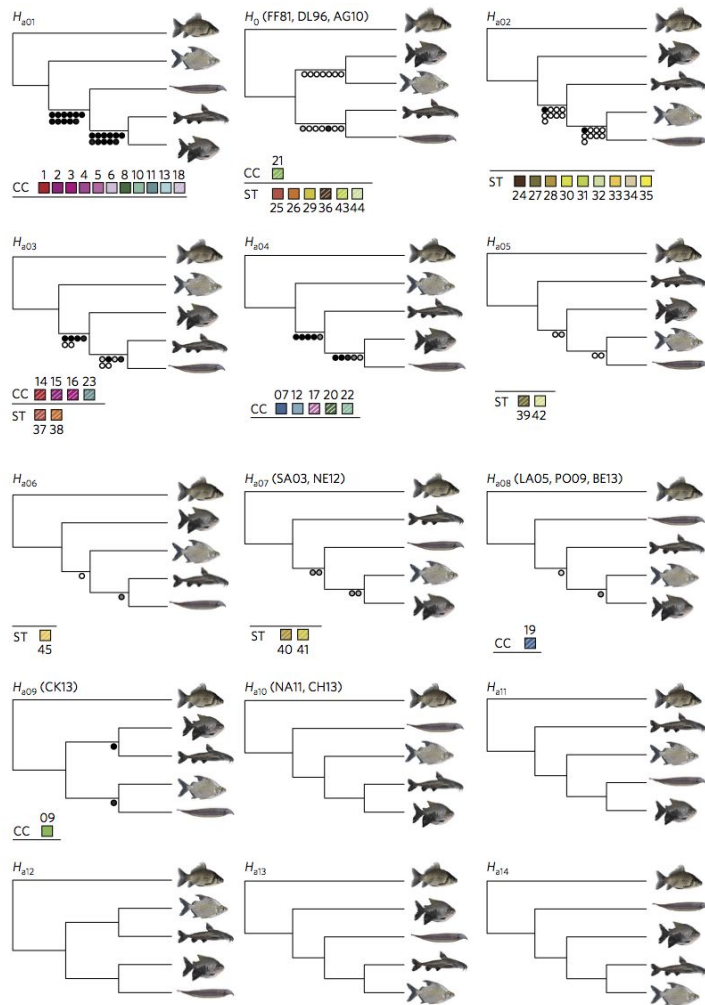 Ha01
H0 (FF81, DL96, AG10)
Ha02
1 2 3 4 5 6 8 10 11 13 18
CC
21
CC
ST
25 26 29 36 43 44
ST
24 27 28 30 31 32 33 34 35
Ha03
Ha04
Ha05
14 15 16 23
CC
ST
37 38
07 12 17 20 22
CC
ST
39 42
Ha06
Ha07 (SA03, NE12)
Ha08 (LA05, PO09, BE13)
ST
45
ST
40 41
19
CC
Ha09 (CK13)
Ha10 (NA11, CH13)
Ha11
09
CC
Ha12
Ha13
Ha14